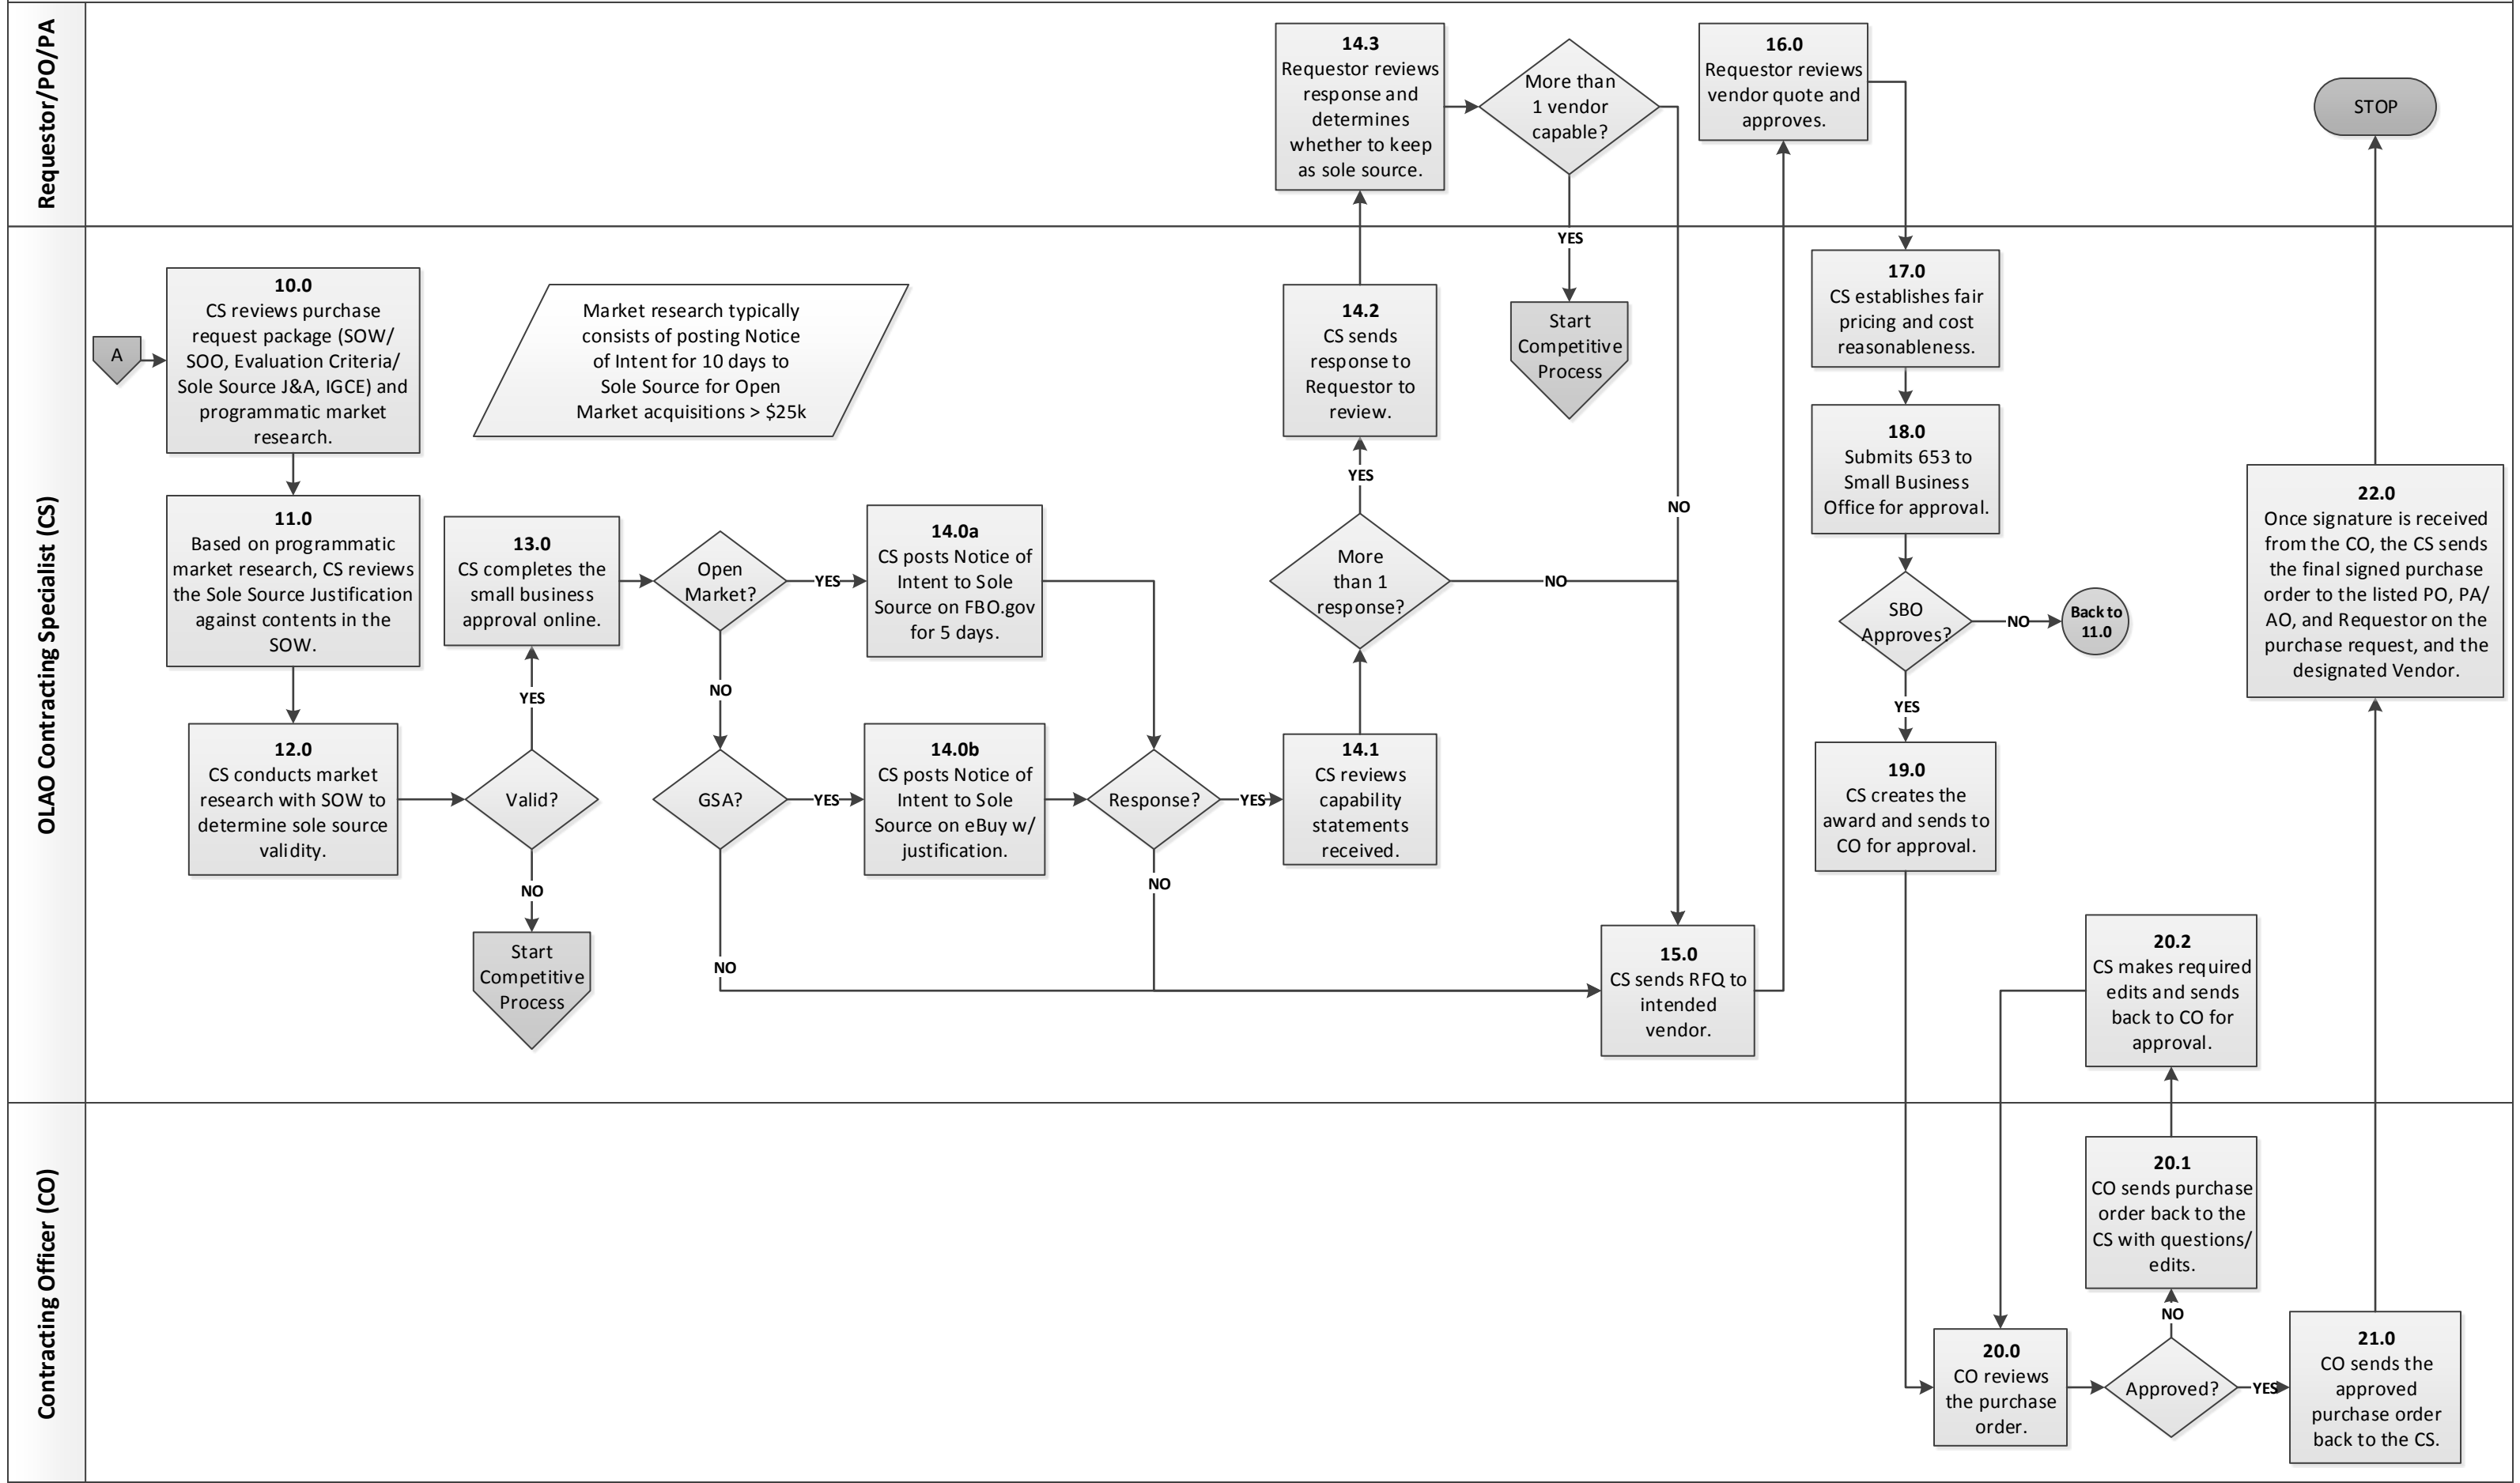 Requestor/PO/PA
14.3
Requestor reviews
response and
determines
whether to keep
as sole source.
More than
1 vendor
capable?
YES
NO
16.0
Requestor reviews
vendor quote and
approves.
STOP
OLAO Contracting Specialist (CS)
A
10.0
CS reviews purchase
request package (SOW/
SOO, Evaluation Criteria/
Sole Source J&A, IGCE) and
programmatic market
research.
Market research typically
consists of posting Notice
of Intent for 10 days to
Sole Source for Open
Market acquisitions > $25k
11.0
Based on programmatic
market research, CS reviews
the Sole Source Justification
against contents in the
SOW.
12.0
CS conducts market
research with SOW to
determine sole source
validity.
Valid?
YES
NO
Start
Competitive
Process
13.0
CS completes the
small business
approval online.
Open
Market?
YES
NO
14.0a
CS posts Notice of
Intent to Sole
Source on FBO.gov
for 5 days.
GSA?
YES
NO
14.0b
CS posts Notice of
Intent to Sole
Source on eBuy w/
justification.
Response?
YES
NO
14.1
CS reviews
capability
statements
received.
More
than 1
response?
YES
NO
14.2
CS sends
response to
Requestor to
review.
Start
Competitive
Process
15.0
CS sends RFQ to
intended
vendor.
17.0
CS establishes fair
pricing and cost
reasonableness.
18.0
Submits 653 to
Small Business
Office for approval.
SBO
Approves?
NO
Back to
11.0
YES
19.0
CS creates the
award and sends to
CO for approval.
20.2
CS makes required
edits and sends
back to CO for
approval.
22.0
Once signature is received
from the CO, the CS sends
the final signed purchase
order to the listed PO, PA/
AO, and Requestor on the
purchase request, and the
designated Vendor.
Contracting Officer (CO)
20.0
CO reviews
the purchase
order.
Approved?
NO
YES
20.1
CO sends purchase
order back to the
CS with questions/
edits.
21.0
CO sends the
approved
purchase order
back to the CS.